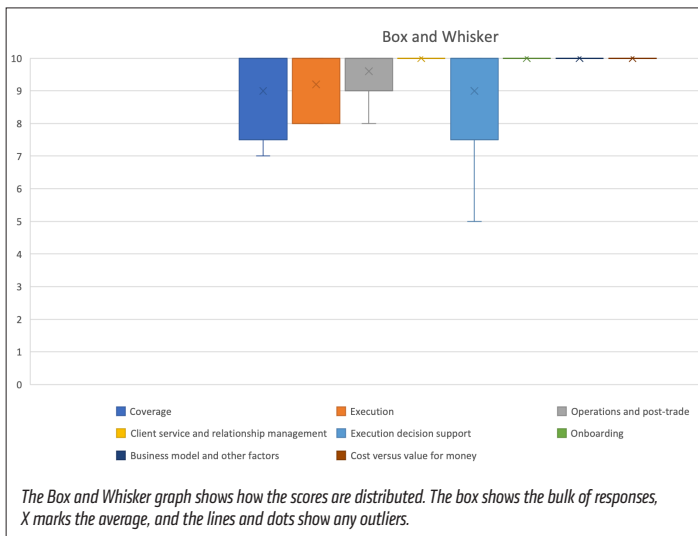 Box and Whisker
10
9
8
7
6
5
4
3
2
1
0
Coverage
Execution
Operations and post-trade
Client service and relationship management
Execution decision support
Onboarding
Business model and other factors
Cost versus value for money
The Box and Whisker graph shows how the scores are distributed. The box shows the bulk of responses,
X marks the average, and the lines and dots show any outliers.